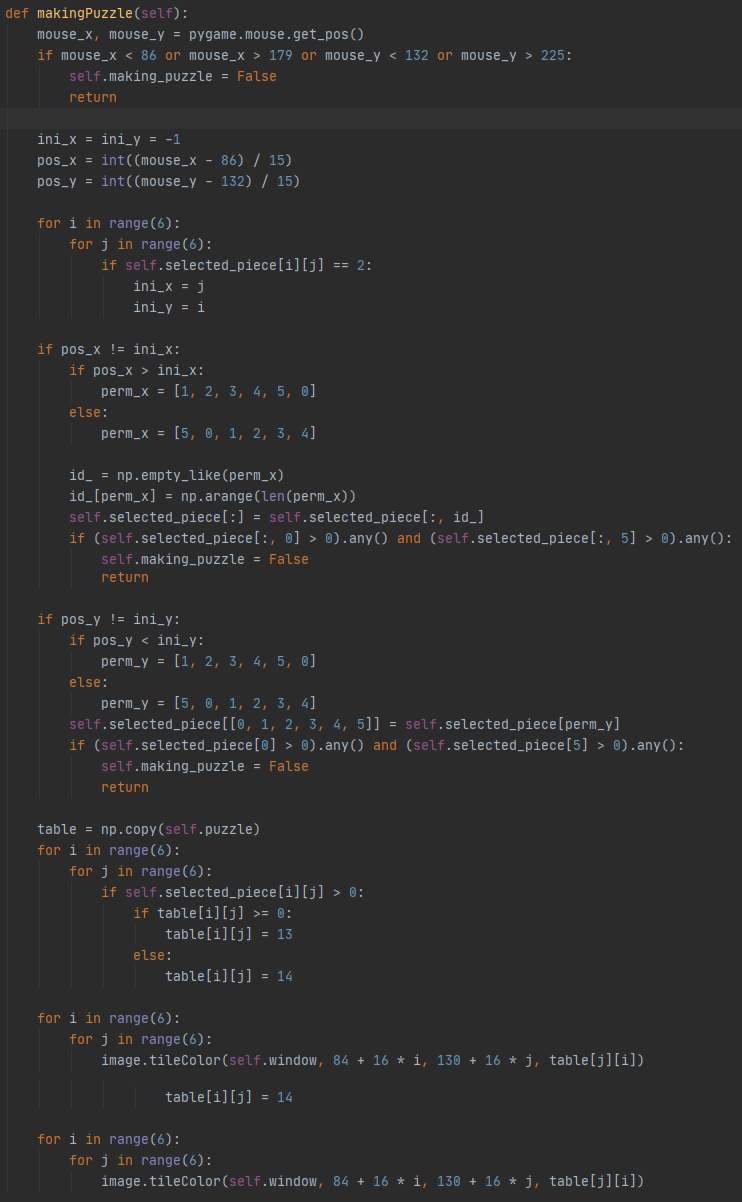 def makingPuzzle(self):
    mouse_x, mouse_y = pygame.mouse.get_pos()
    if mouse_x < 86 or mouse_x > 179 or mouse_y < 132 or mouse_y > 225:
        self.making_puzzle = False
        return

    ini_x = ini_y = -1
    pos_x = int((mouse_x - 86) / 15)
    pos_y = int((mouse_y - 132) / 15)

    for i in range(6):
        for j in range(6):
            if self.selected_piece[i][j] == 2:
                ini_x = j
                ini_y = i

    if pos_x != ini_x:
        if pos_x > ini_x:
            perm_x = [1, 2, 3, 4, 5, 0]
        else:
            perm_x = [5, 0, 1, 2, 3, 4]

        id_ = np.empty_like(perm_x)
        id_[perm_x] = np.arange(len(perm_x))
        self.selected_piece[:] = self.selected_piece[:, id_]
        if (self.selected_piece[:, 0] > 0).any() and (self.selected_piece[:, 5] > 0).any():
            self.making_puzzle = False
            return

    if pos_y != ini_y:
        if pos_y < ini_y:
            perm_y = [1, 2, 3, 4, 5, 0]
        else:
            perm_y = [5, 0, 1, 2, 3, 4]
        self.selected_piece[[0, 1, 2, 3, 4, 5]] = self.selected_piece[perm_y]
        if (self.selected_piece[0] > 0).any() and (self.selected_piece[5] > 0).any():
            self.making_puzzle = False
            return

    table = np.copy(self.puzzle)
    for i in range(6):
        for j in range(6):
            if self.selected_piece[i][j] > 0:
                if table[i][j] >= 0:
                    table[i][j] = 13
                else:
                    table[i][j] = 14

    for i in range(6):
        for j in range(6):
            image.tileColor(self.window, 84 + 16 * i, 130 + 16 * j, table[j][i])

                    table[i][j] = 14

    for i in range(6):
        for j in range(6):
            image.tileColor(self.window, 84 + 16 * i, 130 + 16 * j, table[j][i])